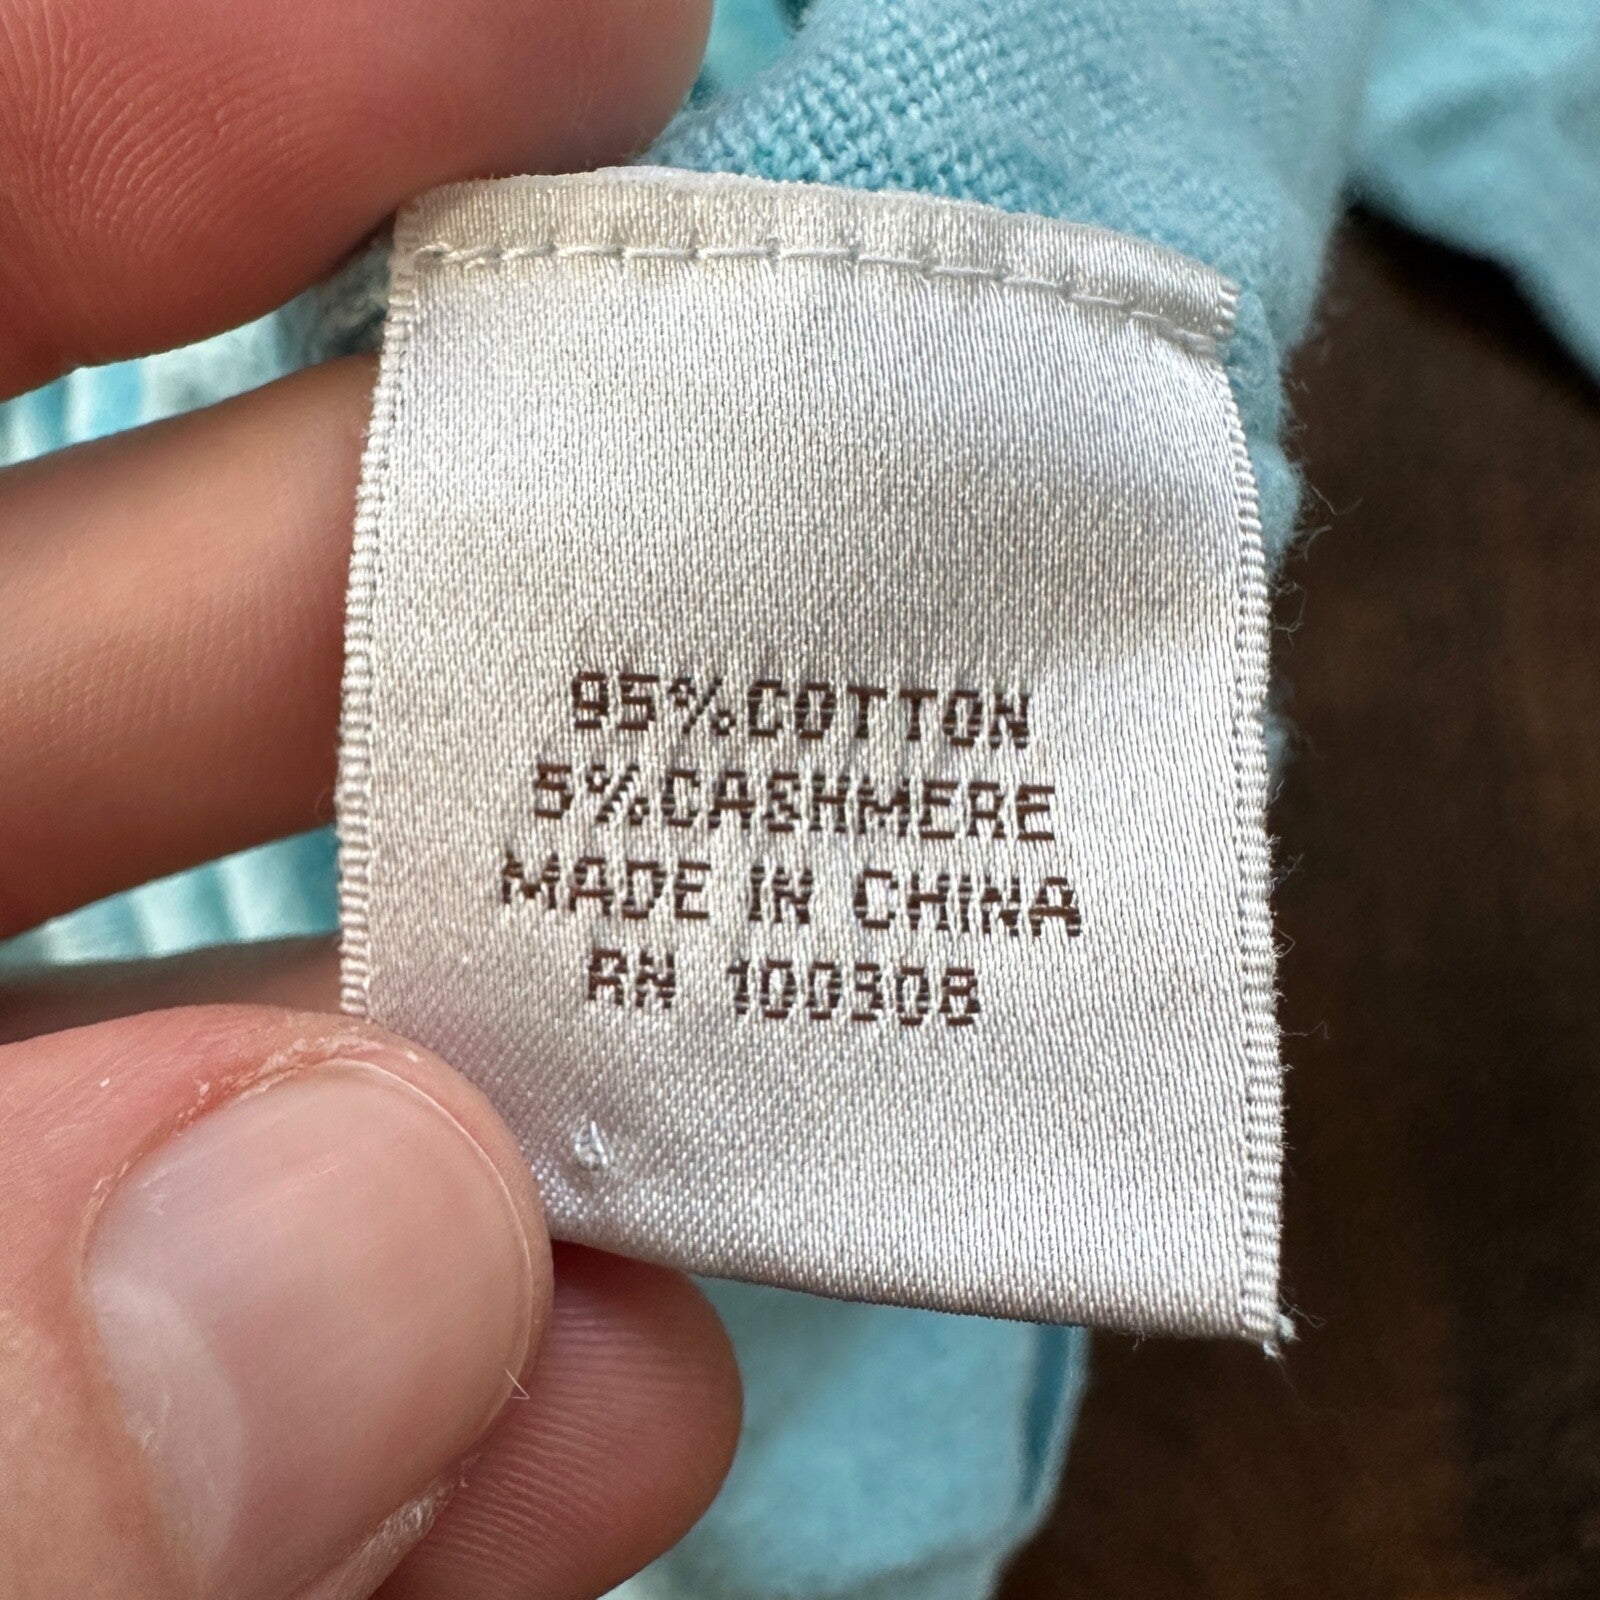 95%COTTON
5%CASHMERE
MADE IN CHINA
RN 100308